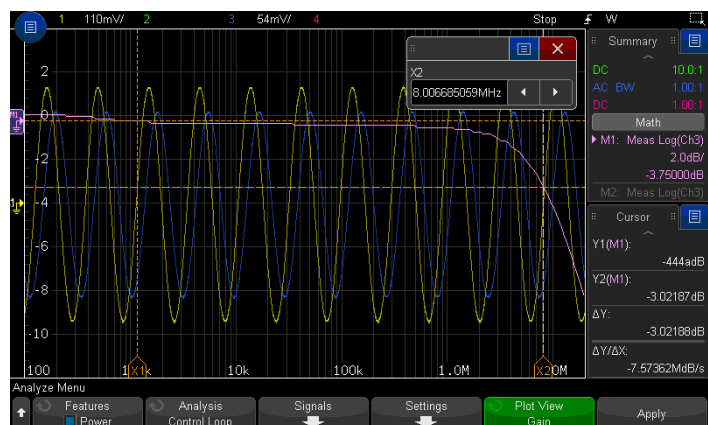 1 110mV/ 2 3 54mV/ 4 Stop W
X2
8.006685059MHz
Summary
DC 10.0:1
AC BW 1.00:1
DC 1.00:1
Math
M1: Meas Log(Ch3)
2.0dB/
-3.75000dB
M2: Meas Log(Ch3)
Cursor
Y1(M1):
-444adB
Y2(M1):
-3.02187dB
ΔY:
-3.02188dB
ΔY/ΔX:
-7.57362MdB/s
2
M1 0
-2
1 -4
-6
-8
-10
100 1 X1 k 10k 100k 1.0M X2 0M
Analyze Menu
Features Analysis Signals Settings Plot View Apply
Power Control Loop Gain